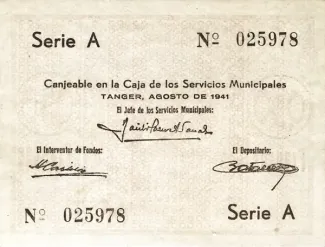 Serie A Nº 025978
Canjeable en la Caja de los Servicios Municipales
TANGER, AGOSTO DE 1941
El Jefe de los Servicios Municipales:
El Interventor de Fondos: El Depositario:
Nº 025978 Serie A